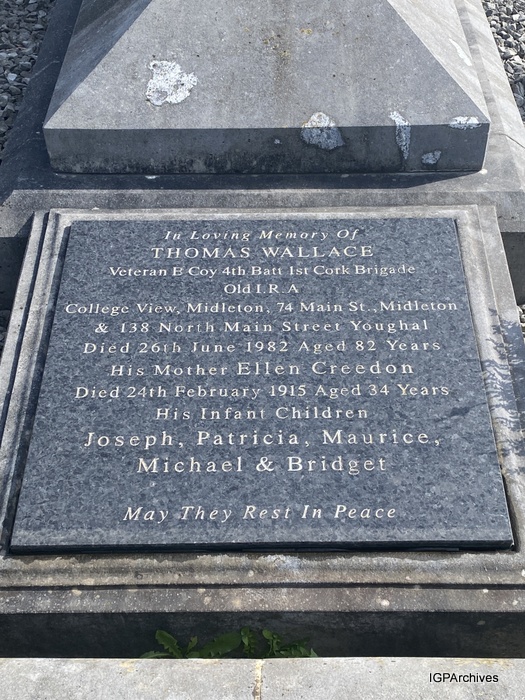 In Loving Memory Of
THOMAS WALLACE
Veteran B Coy 4th Batt 1st Cork Brigade
Old I.R.A
College View, Midleton, 74 Main St., Midleton
& 138 North Main Street Youghal
Died 26th June 1982 Aged 82 Years
His Mother Ellen Creedon
Died 24th February 1915 Aged 34 Years
His Infant Children
Joseph, Patricia, Maurice,
Michael & Bridget
May They Rest In Peace
IGPArchives